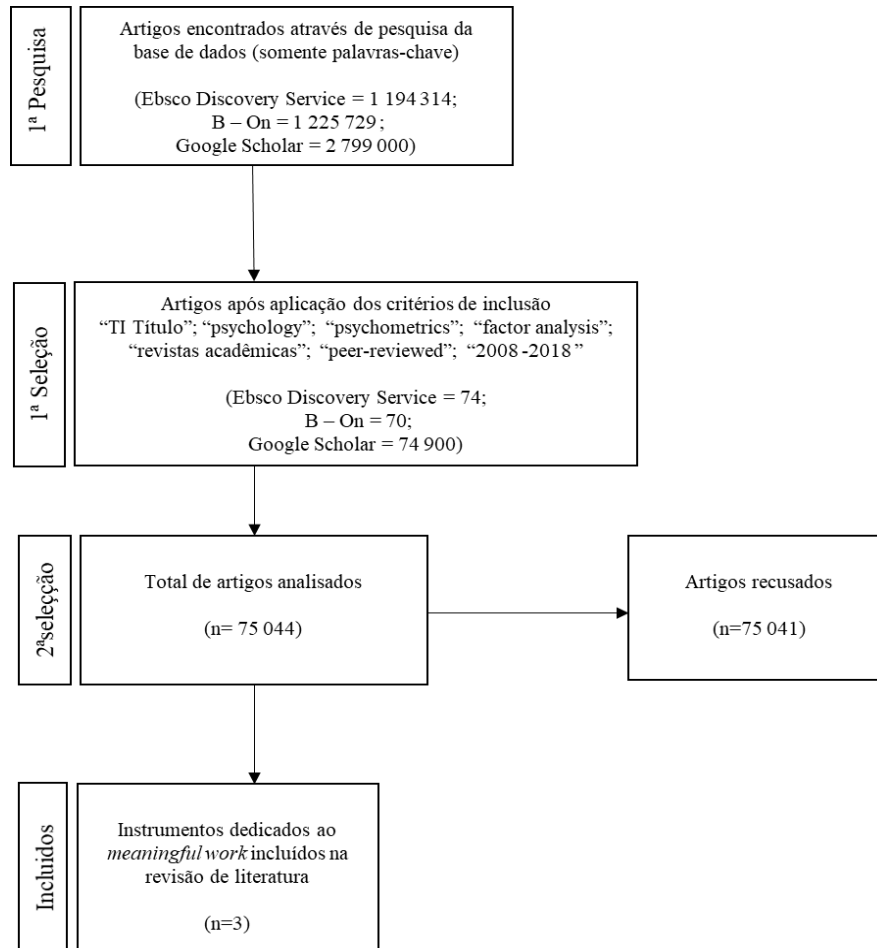 1ª Pesquisa
Artigos encontrados através de pesquisa da
base de dados (somente palavras-chave)
(Ebsco Discovery Service = 1 194 314;
B – On = 1 225 729;
Google Scholar = 2 799 000)
1ª Seleção
Artigos após aplicação dos critérios de inclusão
“TI Título”; “psychology”; “psychometrics”; “factor analysis”;
“revistas acadêmicas”; “peer-reviewed”; “2008-2018”
(Ebsco Discovery Service = 74;
B – On = 70;
Google Scholar = 74 900)
2ªseleçção
Total de artigos analisados
(n= 75 044)
Artigos recusados
(n=75 041)
Incluidos
Instrumentos dedicados ao
meaningful work incluídos na
revisão de literatura
(n=3)